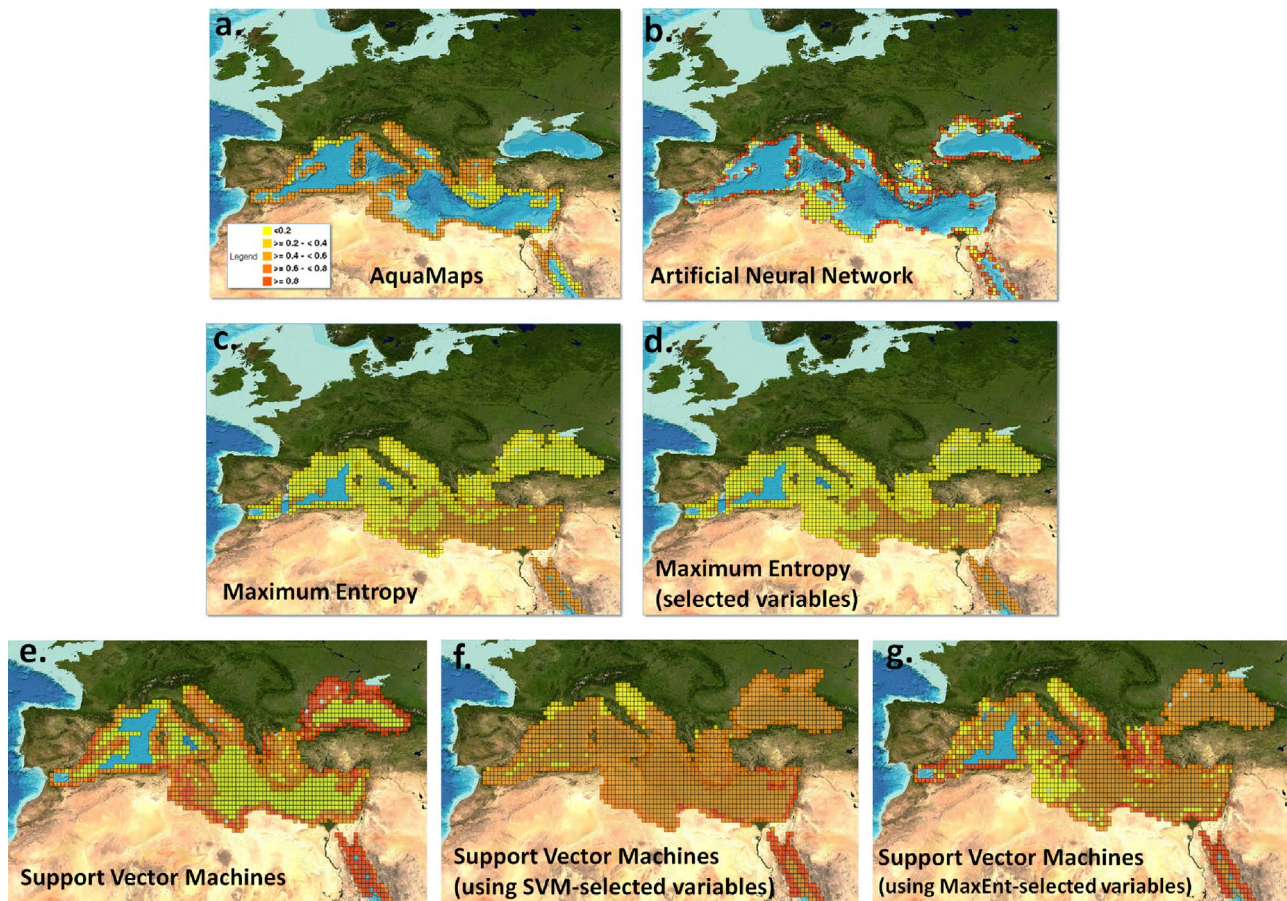 a.
b.
Legend
<0.2
>= 0.2 - < 0.4
>= 0.4 - < 0.6
>= 0.6 - < 0.8
>= 0.8
AquaMaps
Artificial Neural Network
c.
d.
Maximum Entropy
Maximum Entropy
(selected variables)
e.
f.
g.
Support Vector Machines
Support Vector Machines
(using SVM-selected variables)
Support Vector Machines
(using MaxEnt-selected variables)